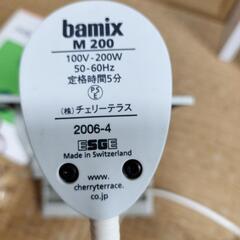 bamix
M 200
100V-200W
50-60Hz
定格時間5分
PS
E
(株)チェリーテラス
2006-4
ESGE
Made in Switzerland
www.
cherryterrace.
co.jp